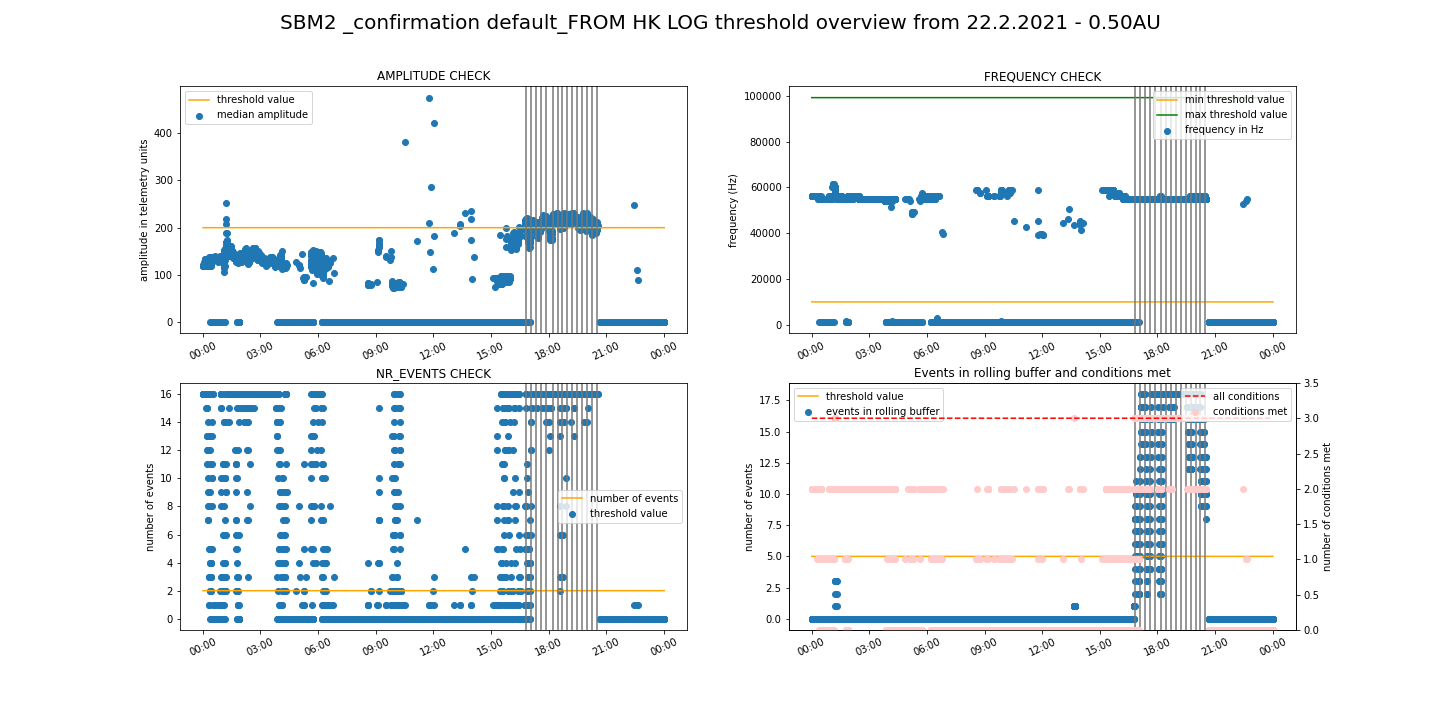 SBM2 _confirmation default_FROM HK LOG threshold overview from 22.2.2021 - 0.50AU
AMPLITUDE CHECK
threshold value
median amplitude
amplitude in telemetry units
400
300
200
100
0
00:00 03:00 06:00 09:00 12:00 15:00 18:00 21:00 00:00
FREQUENCY CHECK
min threshold value
max threshold value
frequency in Hz
frequency (Hz)
100000
80000
60000
40000
20000
0
00:00 03:00 06:00 09:00 12:00 15:00 18:00 21:00 00:00
NR_EVENTS CHECK
number of events
threshold value
number of events
16
14
12
10
8
6
4
2
0
00:00 03:00 06:00 09:00 12:00 15:00 18:00 21:00 00:00
Events in rolling buffer and conditions met
threshold value
events in rolling buffer
all conditions
conditions met
number of events
17.5
15.0
12.5
10.0
7.5
5.0
2.5
0.0
3.5
3.0
2.5
2.0
1.5
1.0
0.5
0.0
number of conditions met
00:00 03:00 06:00 09:00 12:00 15:00 18:00 21:00 00:00